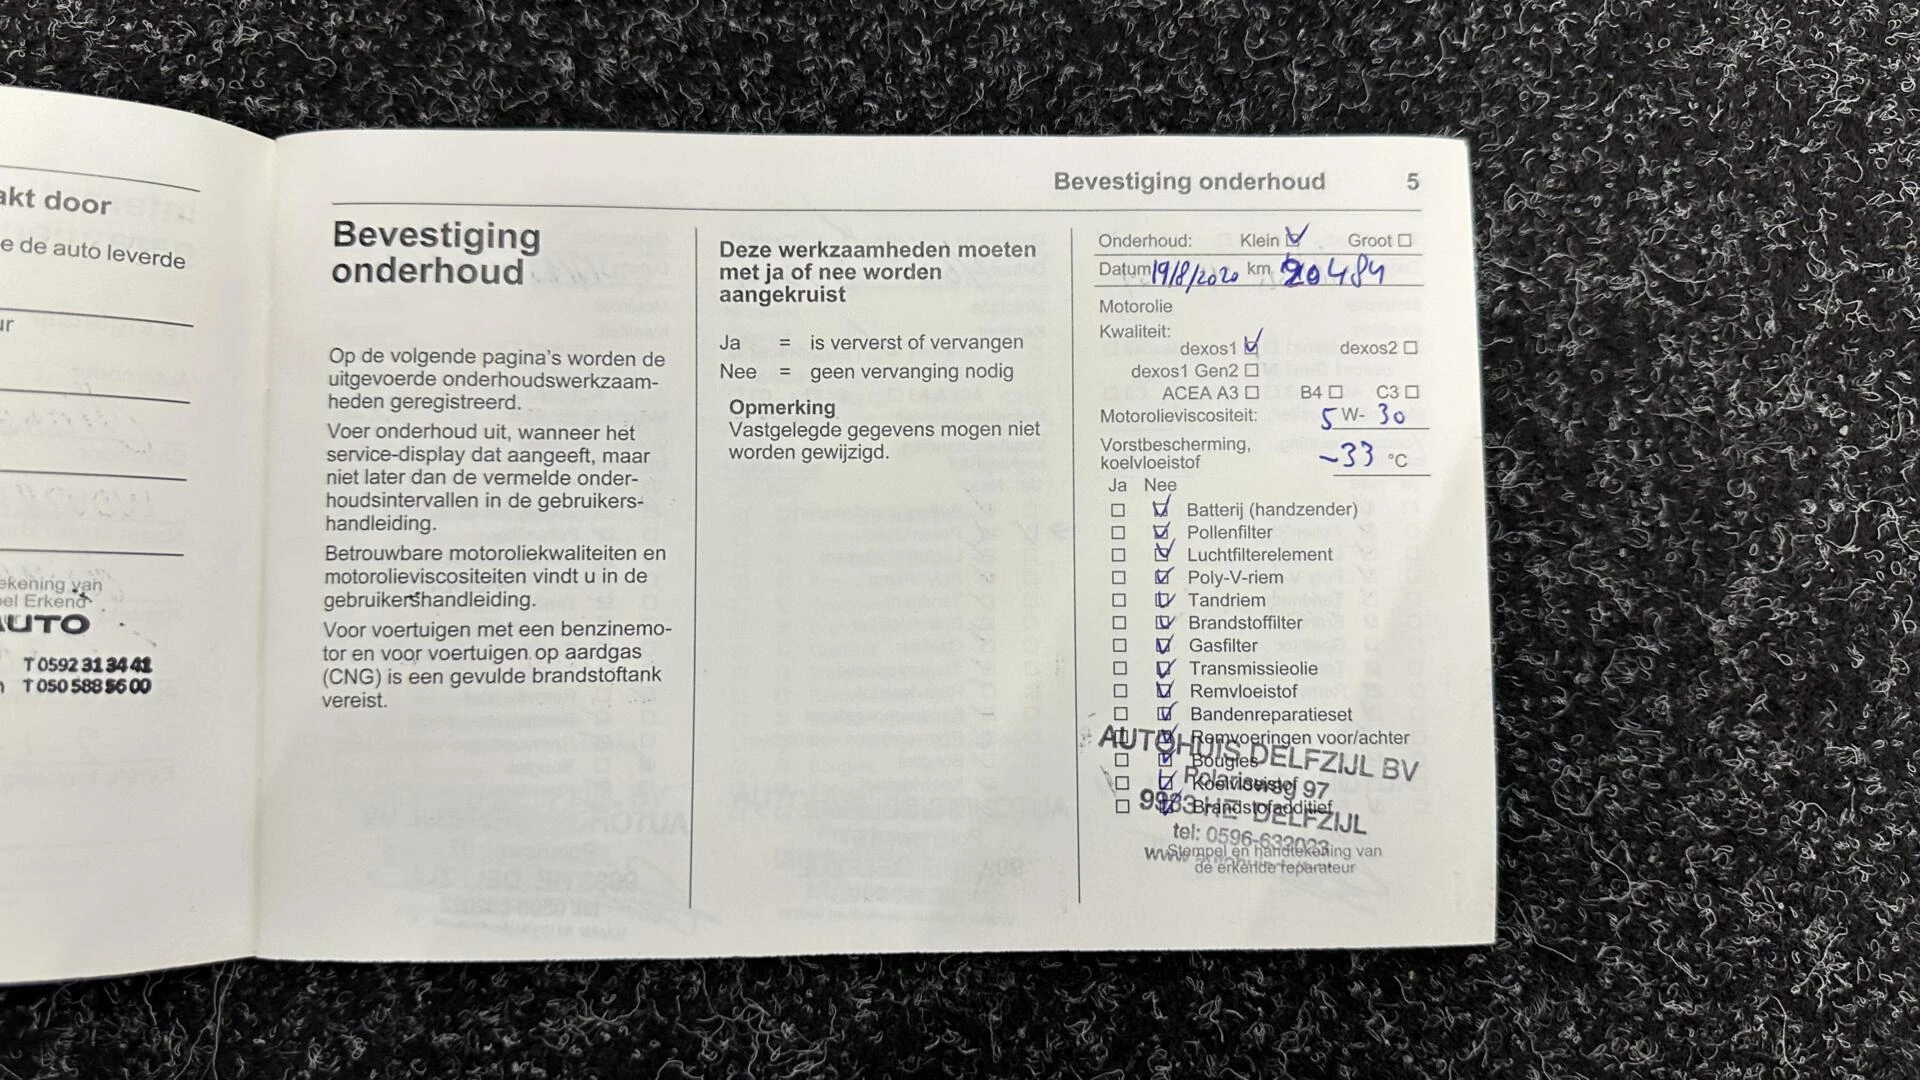 akt door
e de auto leverde
ur
ekening van
el Erkend
AUTO
T 0592 31 34 41
T 050 588 56 00
Bevestiging onderhoud 5
Bevestiging
onderhoud
Op de volgende pagina's worden de
uitgevoerde onderhoudswerkzaam-
heden geregistreerd.
Voer onderhoud uit, wanneer het
service-display dat aangeeft, maar
niet later dan de vermelde onder-
houdsintervallen in de gebruikers-
handleiding.
Betrouwbare motoroliekwaliteiten en
motorolieviscositeiten vindt u in de
gebruikershandleiding.
Voor voertuigen met een benzinemo-
tor en voor voertuigen op aardgas
(CNG) is een gevulde brandstoftank
vereist.
Deze werkzaamheden moeten
met ja of nee worden
aangekruist
Ja = is ververst of vervangen
Nee = geen vervanging nodig
Opmerking
Vastgelegde gegevens mogen niet
worden gewijzigd.
Onderhoud: Klein Groot
Datum 19/8/2020 km 20484
Motorolie
Kwaliteit:
dexos1 dexos2
dexos1 Gen2
ACEA A3 B4 C3
Motorolieviscositeit: 5 W- 30
Vorstbescherming,
koelvloeistof -33 °C
Ja Nee
Batterij (handzender)
Pollenfilter
Luchtfilterelement
Poly-V-riem
Tandriem
Brandstoffilter
Gasfilter
Transmissieolie
Remvloeistof
Bandenreparatieset
Remvoeringen voor/achter
AUTOHUIS DELFZIJL BV
Bougies
Polarisweg 97
Koelvloeistof
9933 HE DELFZIJL
Brandstofadditief
tel: 0596-632023
Stempel en handtekening van
de erkende reparateur